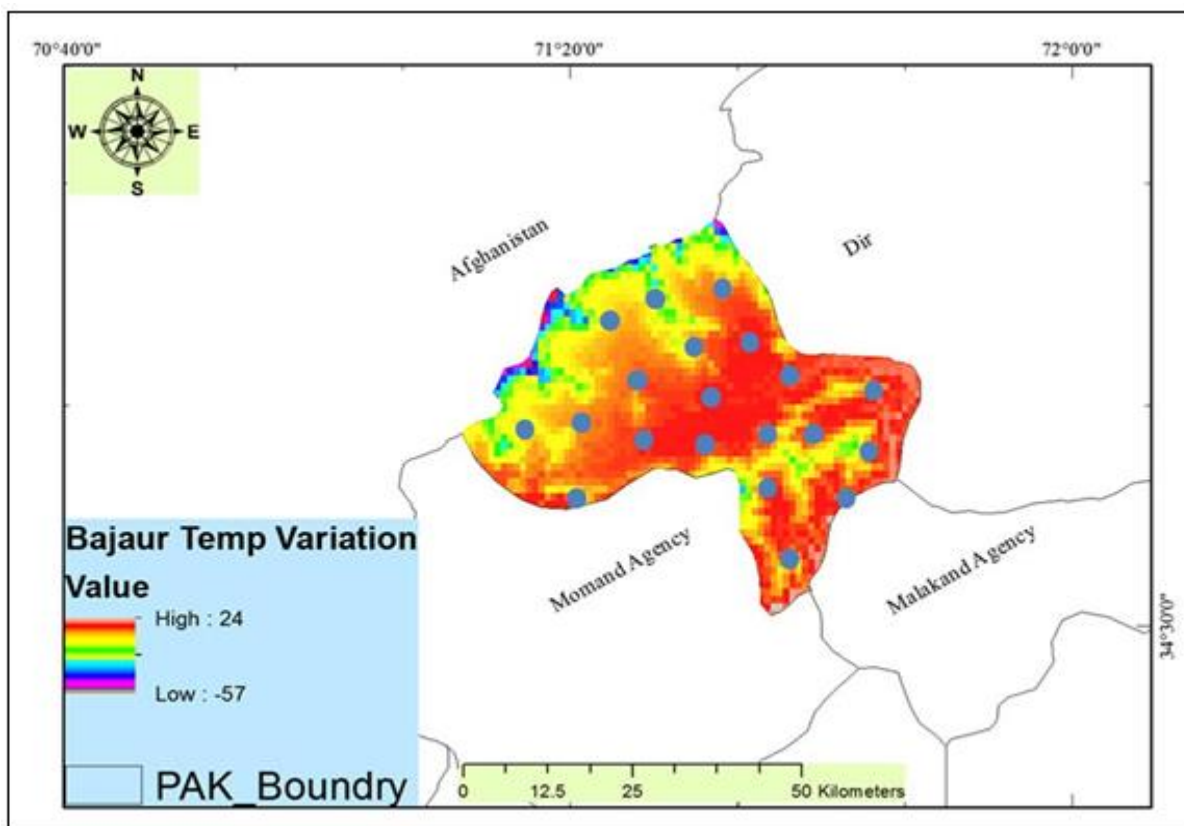 70°40'0" 71°20'0" 72°0'0"
N
W E
S
Afghanistan
Dir
Momand Agency
Malakand Agency
34°30'0"
Bajaur Temp Variation
Value
High : 24
Low : -57
PAK_Boundry
0 12.5 25 50 Kilometers